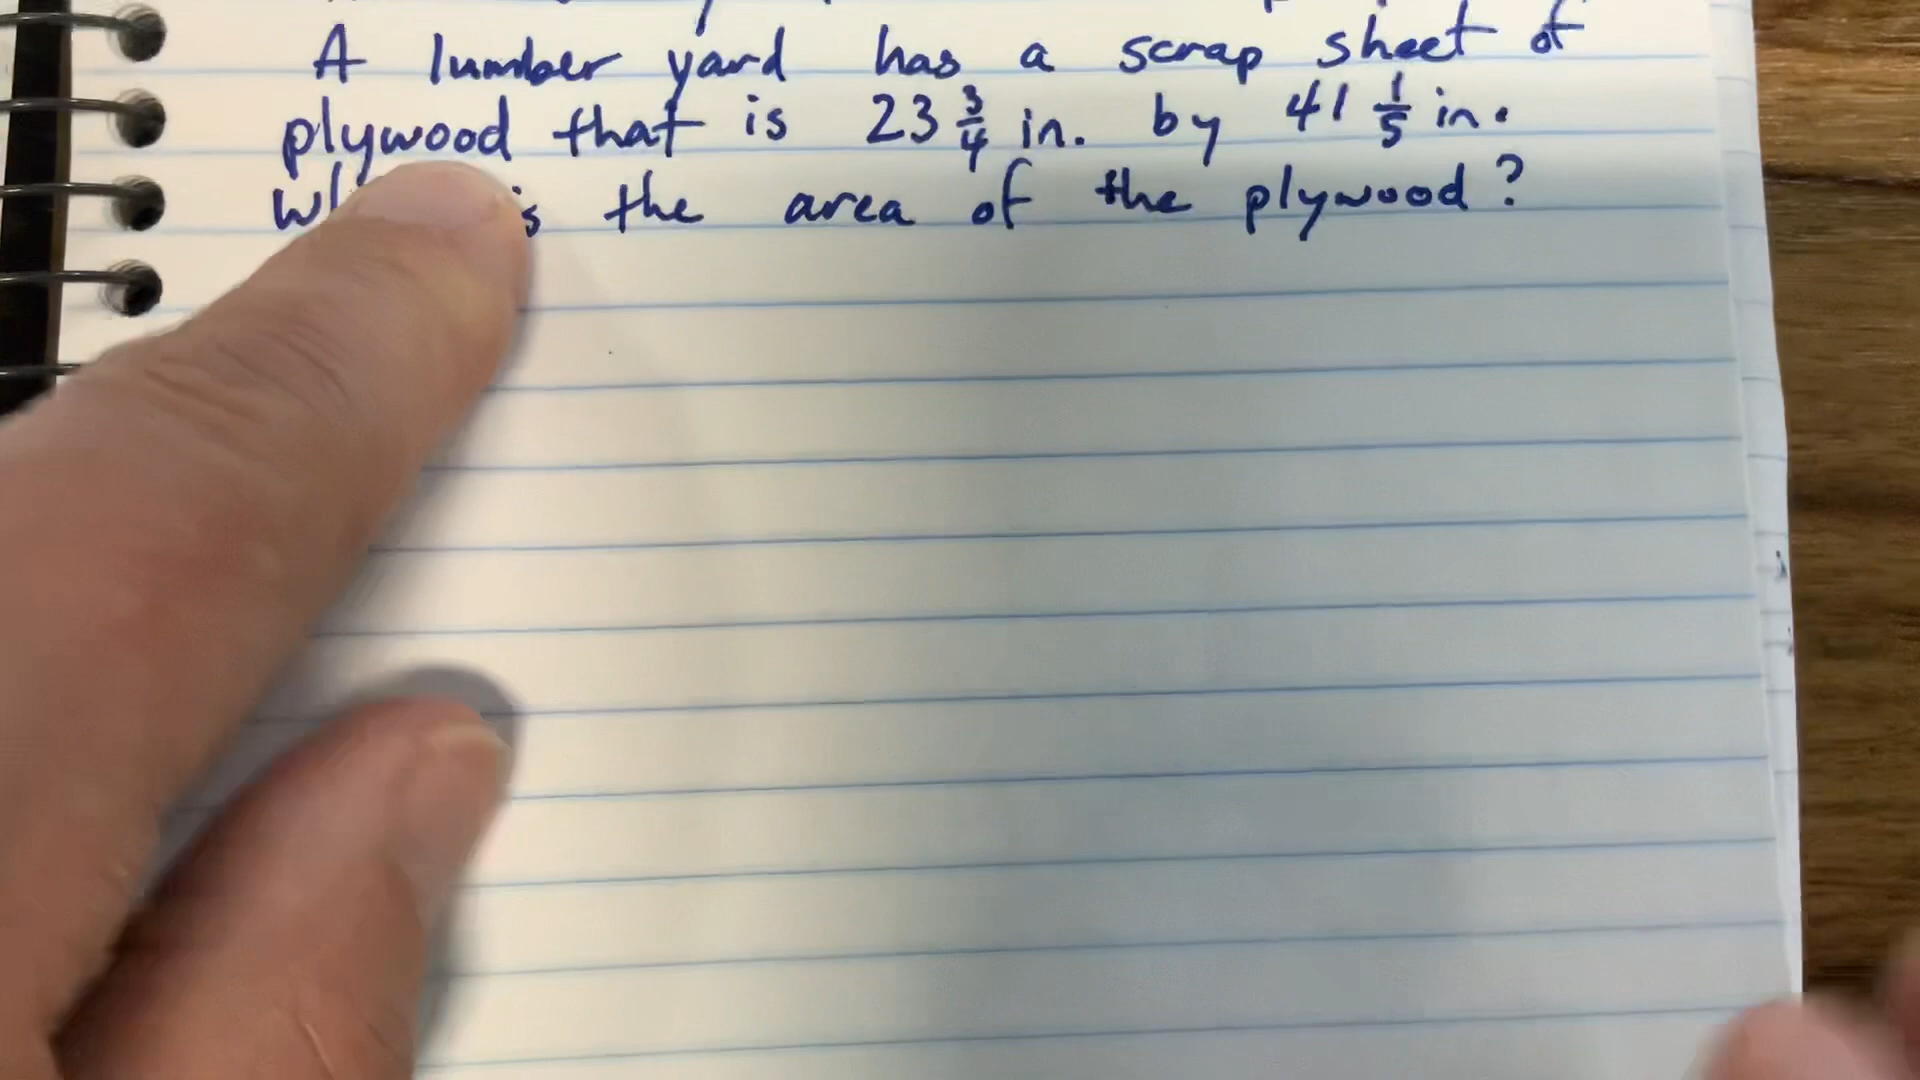 A lumber yard has a scrap sheet of
plywood that is 23 3/4 in. by 41 1/5 in.
is the area of the plywood?